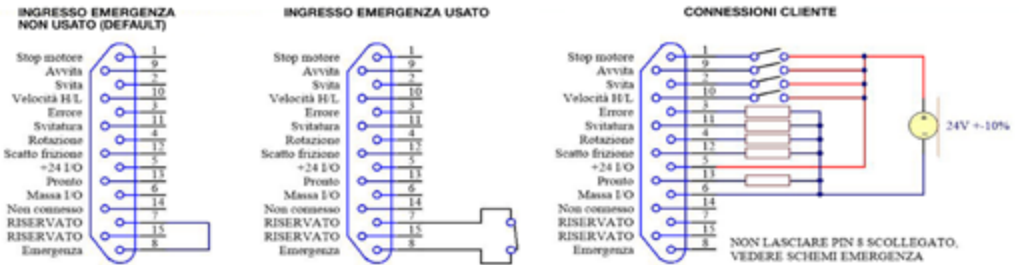 INGRESSO EMERGENZA
NON USATO (DEFAULT)
Stop motore 1
Avvita 9
Svita 2
Velocità H/L 10
Errore 3
Svitatura 11
Rotazione 4
Scatto frizione 12
+24 I/O 5
Pronto 13
Massa I/O 6
Non connesso 14
RISERVATO 7
RISERVATO 15
Emergenza 8
INGRESSO EMERGENZA USATO
Stop motore 1
Avvita 9
Svita 2
Velocità H/L 10
Errore 3
Svitatura 11
Rotazione 4
Scatto frizione 12
+24 I/O 5
Pronto 13
Massa I/O 6
Non connesso 14
RISERVATO 7
RISERVATO 15
Emergenza 8
CONNESSIONI CLIENTE
Stop motore 1
Avvita 9
Svita 2
Velocità H/L 10
Errore 3
Svitatura 11
Rotazione 4
Scatto frizione 12
+24 I/O 5
Pronto 13
Massa I/O 6
Non connesso 14
RISERVATO 7
RISERVATO 15
Emergenza 8
24V +-10%
NON LASCIARE PIN 8 SCOLLEGATO,
VEDERE SCHEMI EMERGENZA